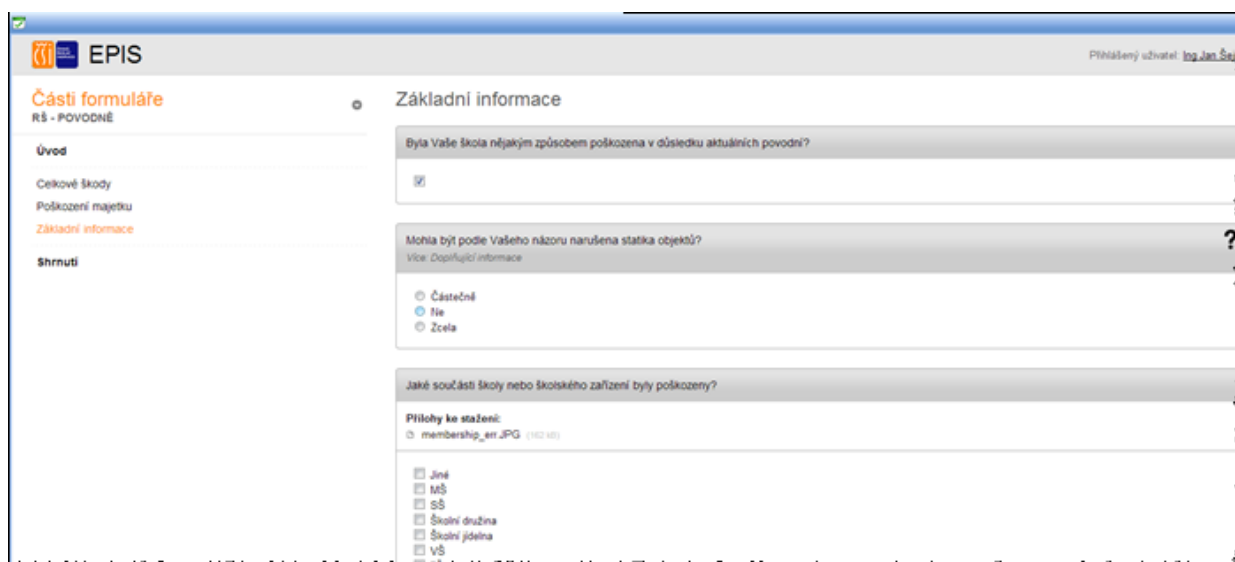 EPIS
Přihlášený uživatel: Ing.Jan
Části formuláře
RŠ - POVODNĚ
Úvod
Celkové škody
Poškození majetku
Základní informace
Shrnutí
Základní informace
Byla Vaše škola nějakým způsobem poškozena v důsledku aktuálních povodní?
Mohla být podle Vašeho názoru narušena statika objektů?
Více: Doplňující informace
?
Částečně
Ne
Zcela
Jaké součásti školy nebo školského zařízení byly poškozeny?
Přílohy ke stažení:
membership_err.JPG (162 kB)
Jiné
MŠ
SŠ
Školní družina
Školní jídelna
VŠ